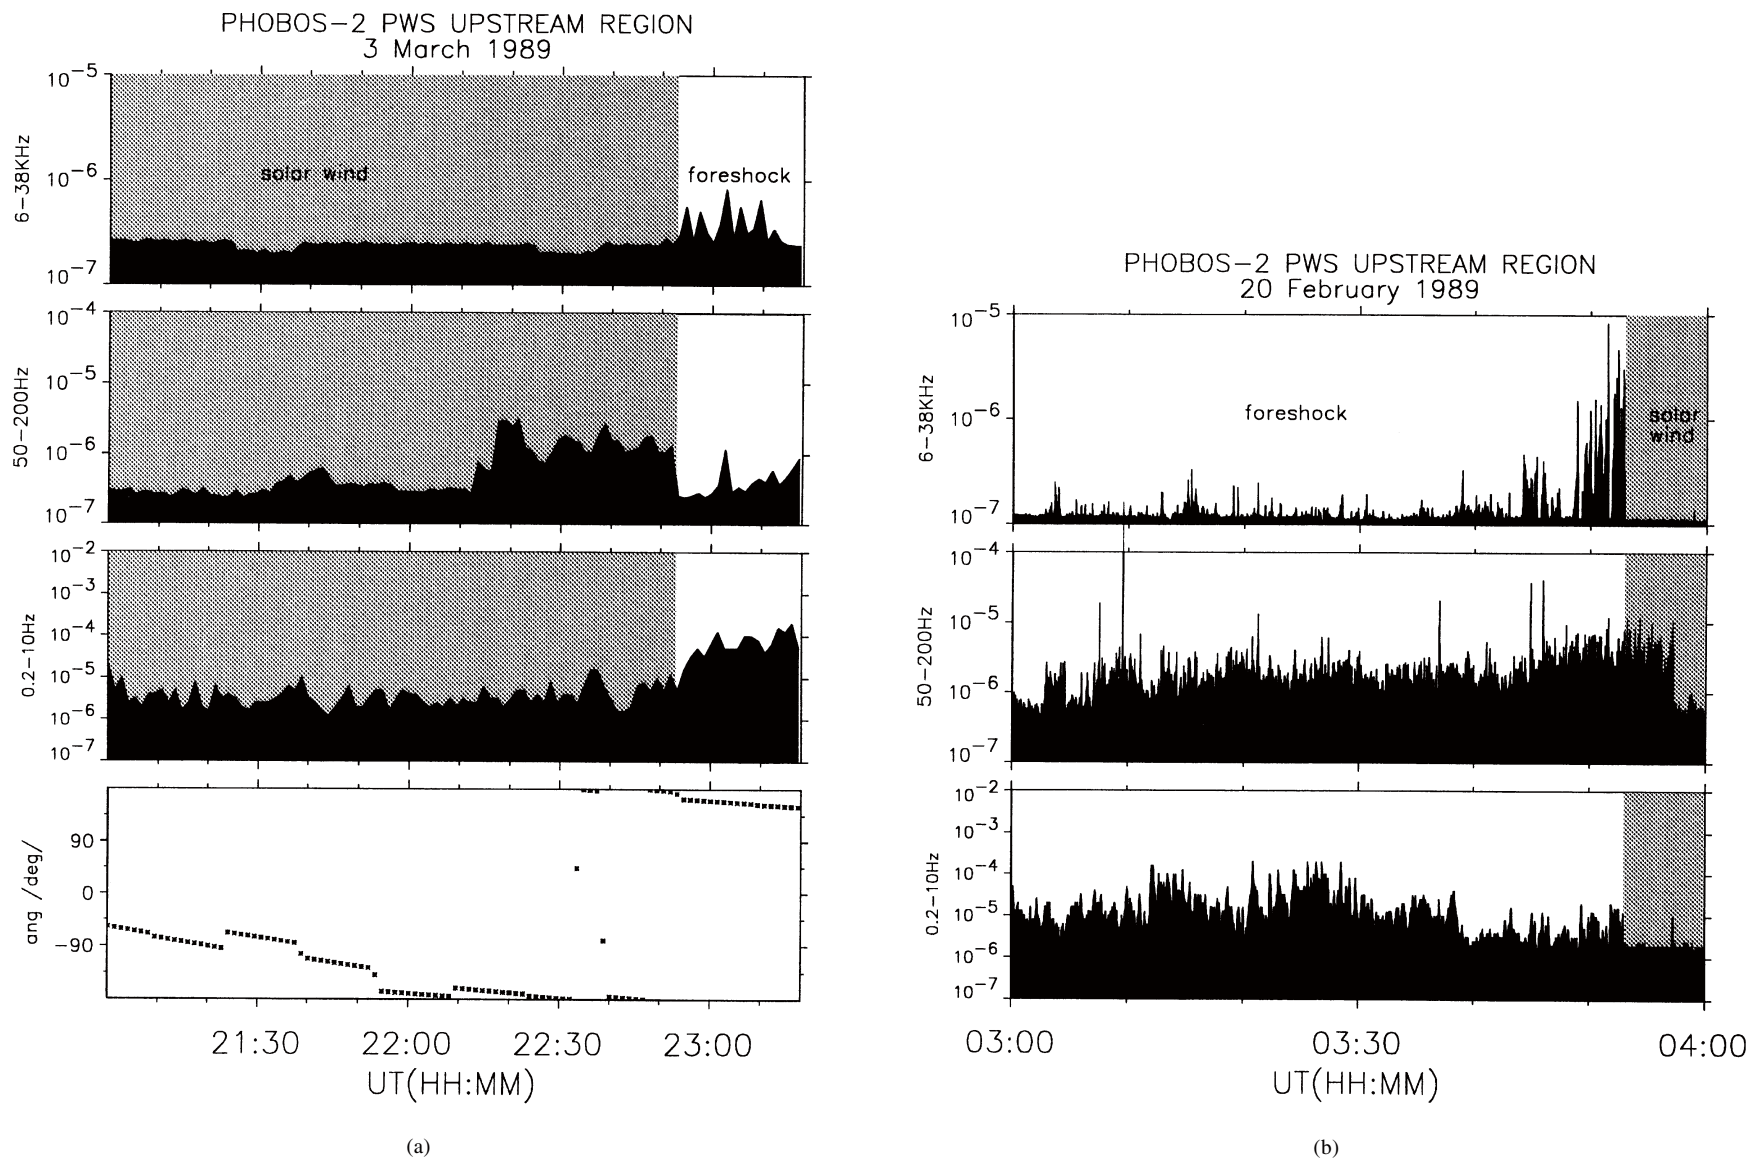 PHOBOS-2 PWS UPSTREAM REGION
3 March 1989
6-38KHz
10-5
10-6
10-7
solar wind
foreshock
50-200Hz
10-4
10-5
10-6
10-7
0.2-10Hz
10-2
10-3
10-4
10-5
10-6
10-7
ang /deg/
90
0
-90
21:30 22:00 22:30 23:00
UT(HH:MM)
(a)
PHOBOS-2 PWS UPSTREAM REGION
20 February 1989
6-38KHz
10-5
10-6
10-7
foreshock
solar
wind
50-200Hz
10-4
10-5
10-6
10-7
0.2-10Hz
10-2
10-3
10-4
10-5
10-6
10-7
03:00 03:30 04:00
UT(HH:MM)
(b)